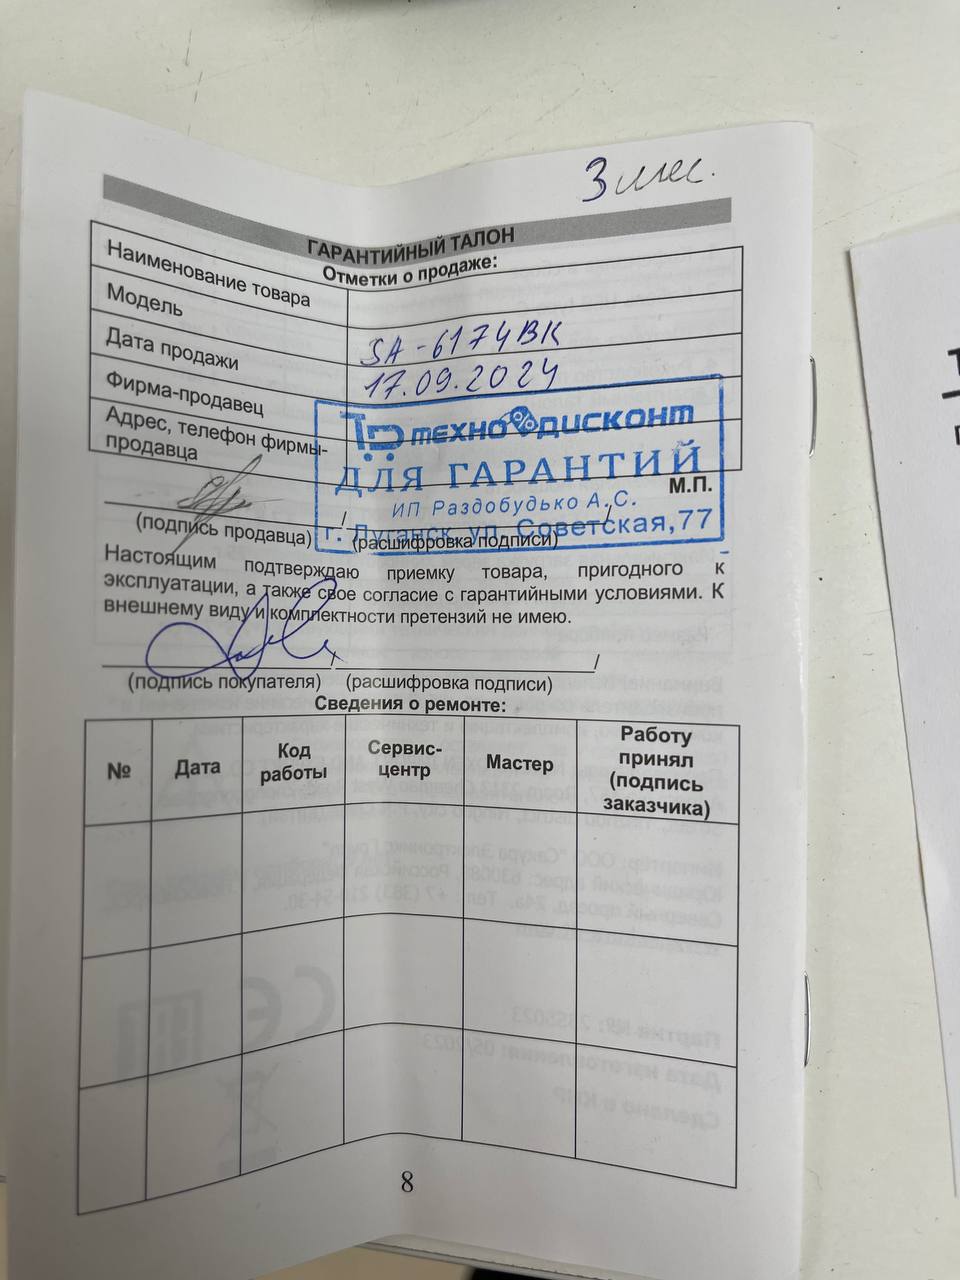 3 мес.
ГАРАНТИЙНЫЙ ТАЛОН
Отметки о продаже:
Наименование товара
Модель SA-6174BK
Дата продажи 17.09.2024
Фирма-продавец
Адрес, телефон фирмы-
продавца
ТЕХНО ДИСКОНТ
ДЛЯ ГАРАНТИЙ
ИП Раздобудько А.С.
г. Луганск, ул. Советская,77
М.П.
(подпись продавца) (расшифровка подписи)
Настоящим подтверждаю приемку товара, пригодного к
эксплуатации, а также свое согласие с гарантийными условиями. К
внешнему виду и комплектности претензий не имею.
(подпись покупателя) (расшифровка подписи)
Сведения о ремонте:
№ Дата Код работы Сервис-центр Мастер Работу принял (подпись заказчика)
8